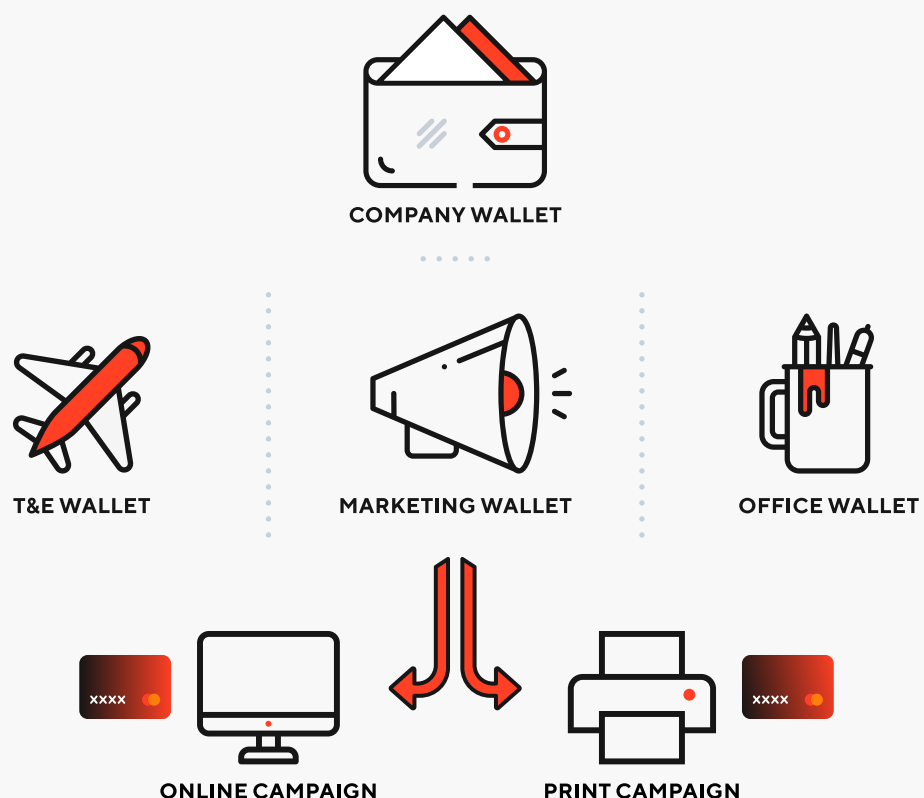 COMPANY WALLET
T&E WALLET
MARKETING WALLET
OFFICE WALLET
xxxx
xxxx
ONLINE CAMPAIGN
PRINT CAMPAIGN